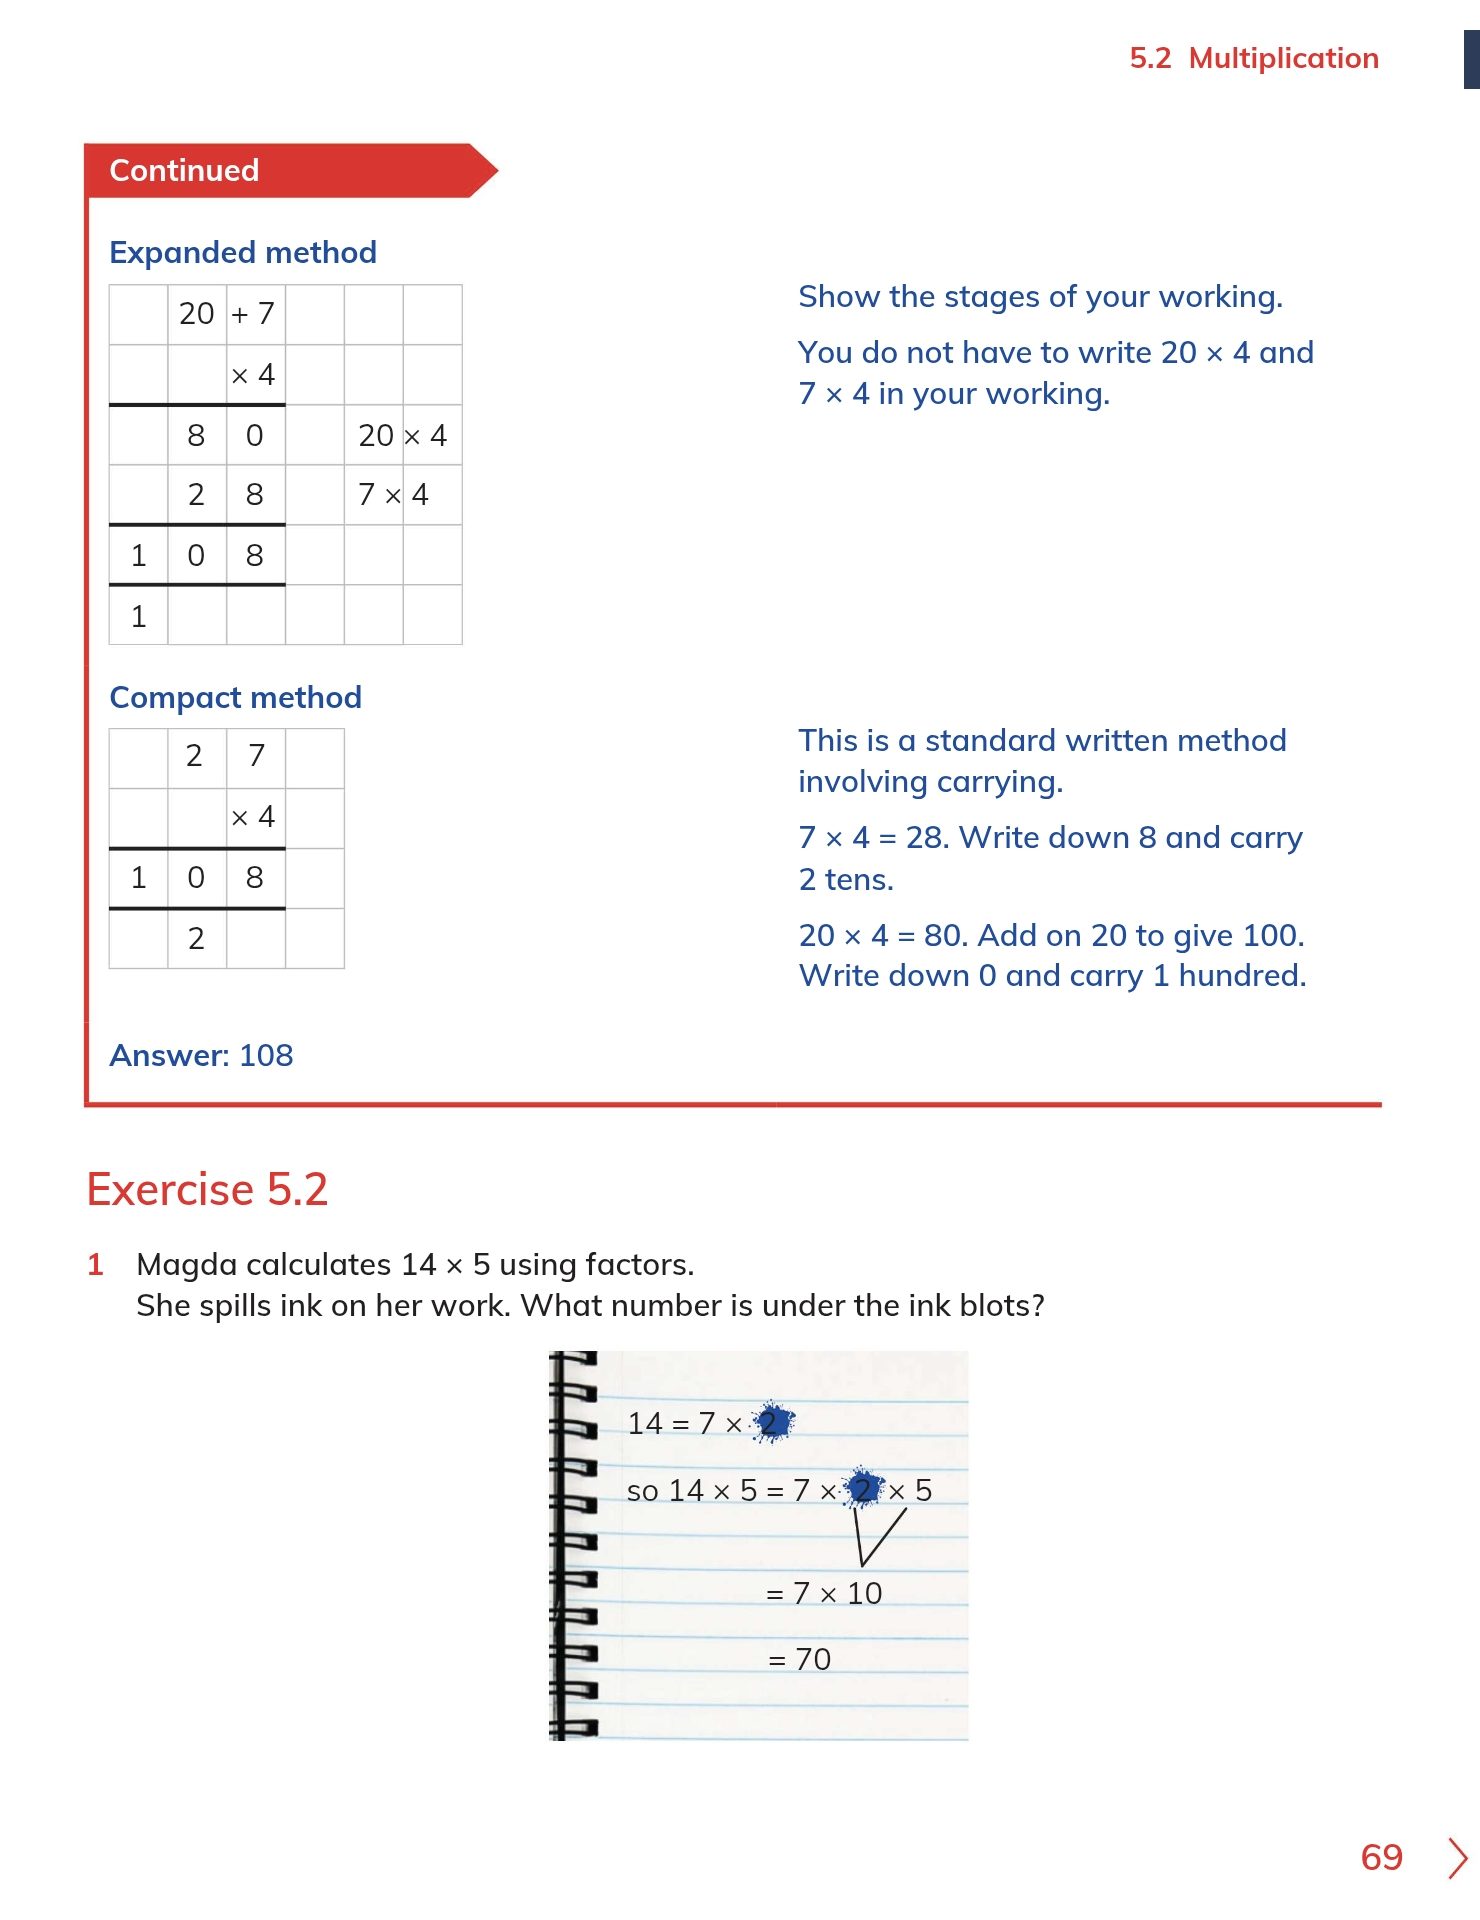 5.2 Multiplication
Continued
Expanded method
20 + 7
× 4
8 0 20 × 4
2 8 7 × 4
1 0 8
1
Show the stages of your working.
You do not have to write 20 × 4 and
7 × 4 in your working.
Compact method
2 7
× 4
1 0 8
2
This is a standard written method
involving carrying.
7 × 4 = 28. Write down 8 and carry
2 tens.
20 × 4 = 80. Add on 20 to give 100.
Write down 0 and carry 1 hundred.
Answer: 108
Exercise 5.2
1 Magda calculates 14 × 5 using factors.
She spills ink on her work. What number is under the ink blots?
14 = 7 × 2
so 14 × 5 = 7 × 2 × 5
= 7 × 10
= 70
69